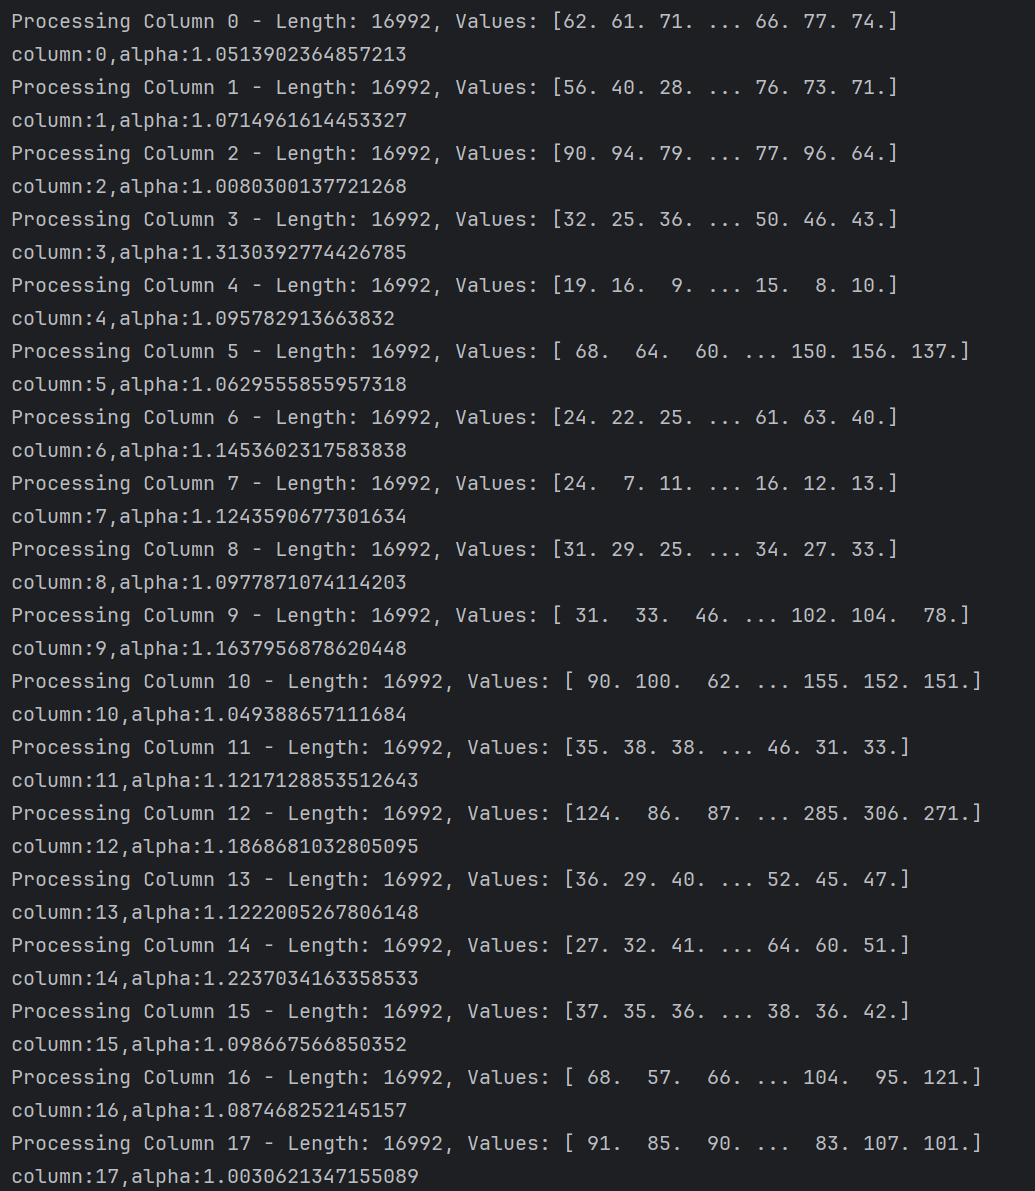 Processing Column 0 - Length: 16992, Values: [62. 61. 71. ... 66. 77. 74.]
column:0,alpha:1.0513902364857213
Processing Column 1 - Length: 16992, Values: [56. 40. 28. ... 76. 73. 71.]
column:1,alpha:1.0714961614453327
Processing Column 2 - Length: 16992, Values: [90. 94. 79. ... 77. 96. 64.]
column:2,alpha:1.0080300137721268
Processing Column 3 - Length: 16992, Values: [32. 25. 36. ... 50. 46. 43.]
column:3,alpha:1.3130392774426785
Processing Column 4 - Length: 16992, Values: [19. 16.  9. ... 15.  8. 10.]
column:4,alpha:1.095782913663832
Processing Column 5 - Length: 16992, Values: [ 68.  64.  60. ... 150. 156. 137.]
column:5,alpha:1.0629555855957318
Processing Column 6 - Length: 16992, Values: [24. 22. 25. ... 61. 63. 40.]
column:6,alpha:1.1453602317583838
Processing Column 7 - Length: 16992, Values: [24.  7. 11. ... 16. 12. 13.]
column:7,alpha:1.1243590677301634
Processing Column 8 - Length: 16992, Values: [31. 29. 25. ... 34. 27. 33.]
column:8,alpha:1.0977871074114203
Processing Column 9 - Length: 16992, Values: [ 31.  33.  46. ... 102. 104.  78.]
column:9,alpha:1.1637956878620448
Processing Column 10 - Length: 16992, Values: [ 90. 100.  62. ... 155. 152. 151.]
column:10,alpha:1.049388657111684
Processing Column 11 - Length: 16992, Values: [35. 38. 38. ... 46. 31. 33.]
column:11,alpha:1.1217128853512643
Processing Column 12 - Length: 16992, Values: [124.  86.  87. ... 285. 306. 271.]
column:12,alpha:1.1868681032805095
Processing Column 13 - Length: 16992, Values: [36. 29. 40. ... 52. 45. 47.]
column:13,alpha:1.1222005267806148
Processing Column 14 - Length: 16992, Values: [27. 32. 41. ... 64. 60. 51.]
column:14,alpha:1.2237034163358533
Processing Column 15 - Length: 16992, Values: [37. 35. 36. ... 38. 36. 42.]
column:15,alpha:1.098667566850352
Processing Column 16 - Length: 16992, Values: [ 68.  57.  66. ... 104.  95. 121.]
column:16,alpha:1.087468252145157
Processing Column 17 - Length: 16992, Values: [ 91.  85.  90. ...  83. 107. 101.]
column:17,alpha:1.0030621347155089